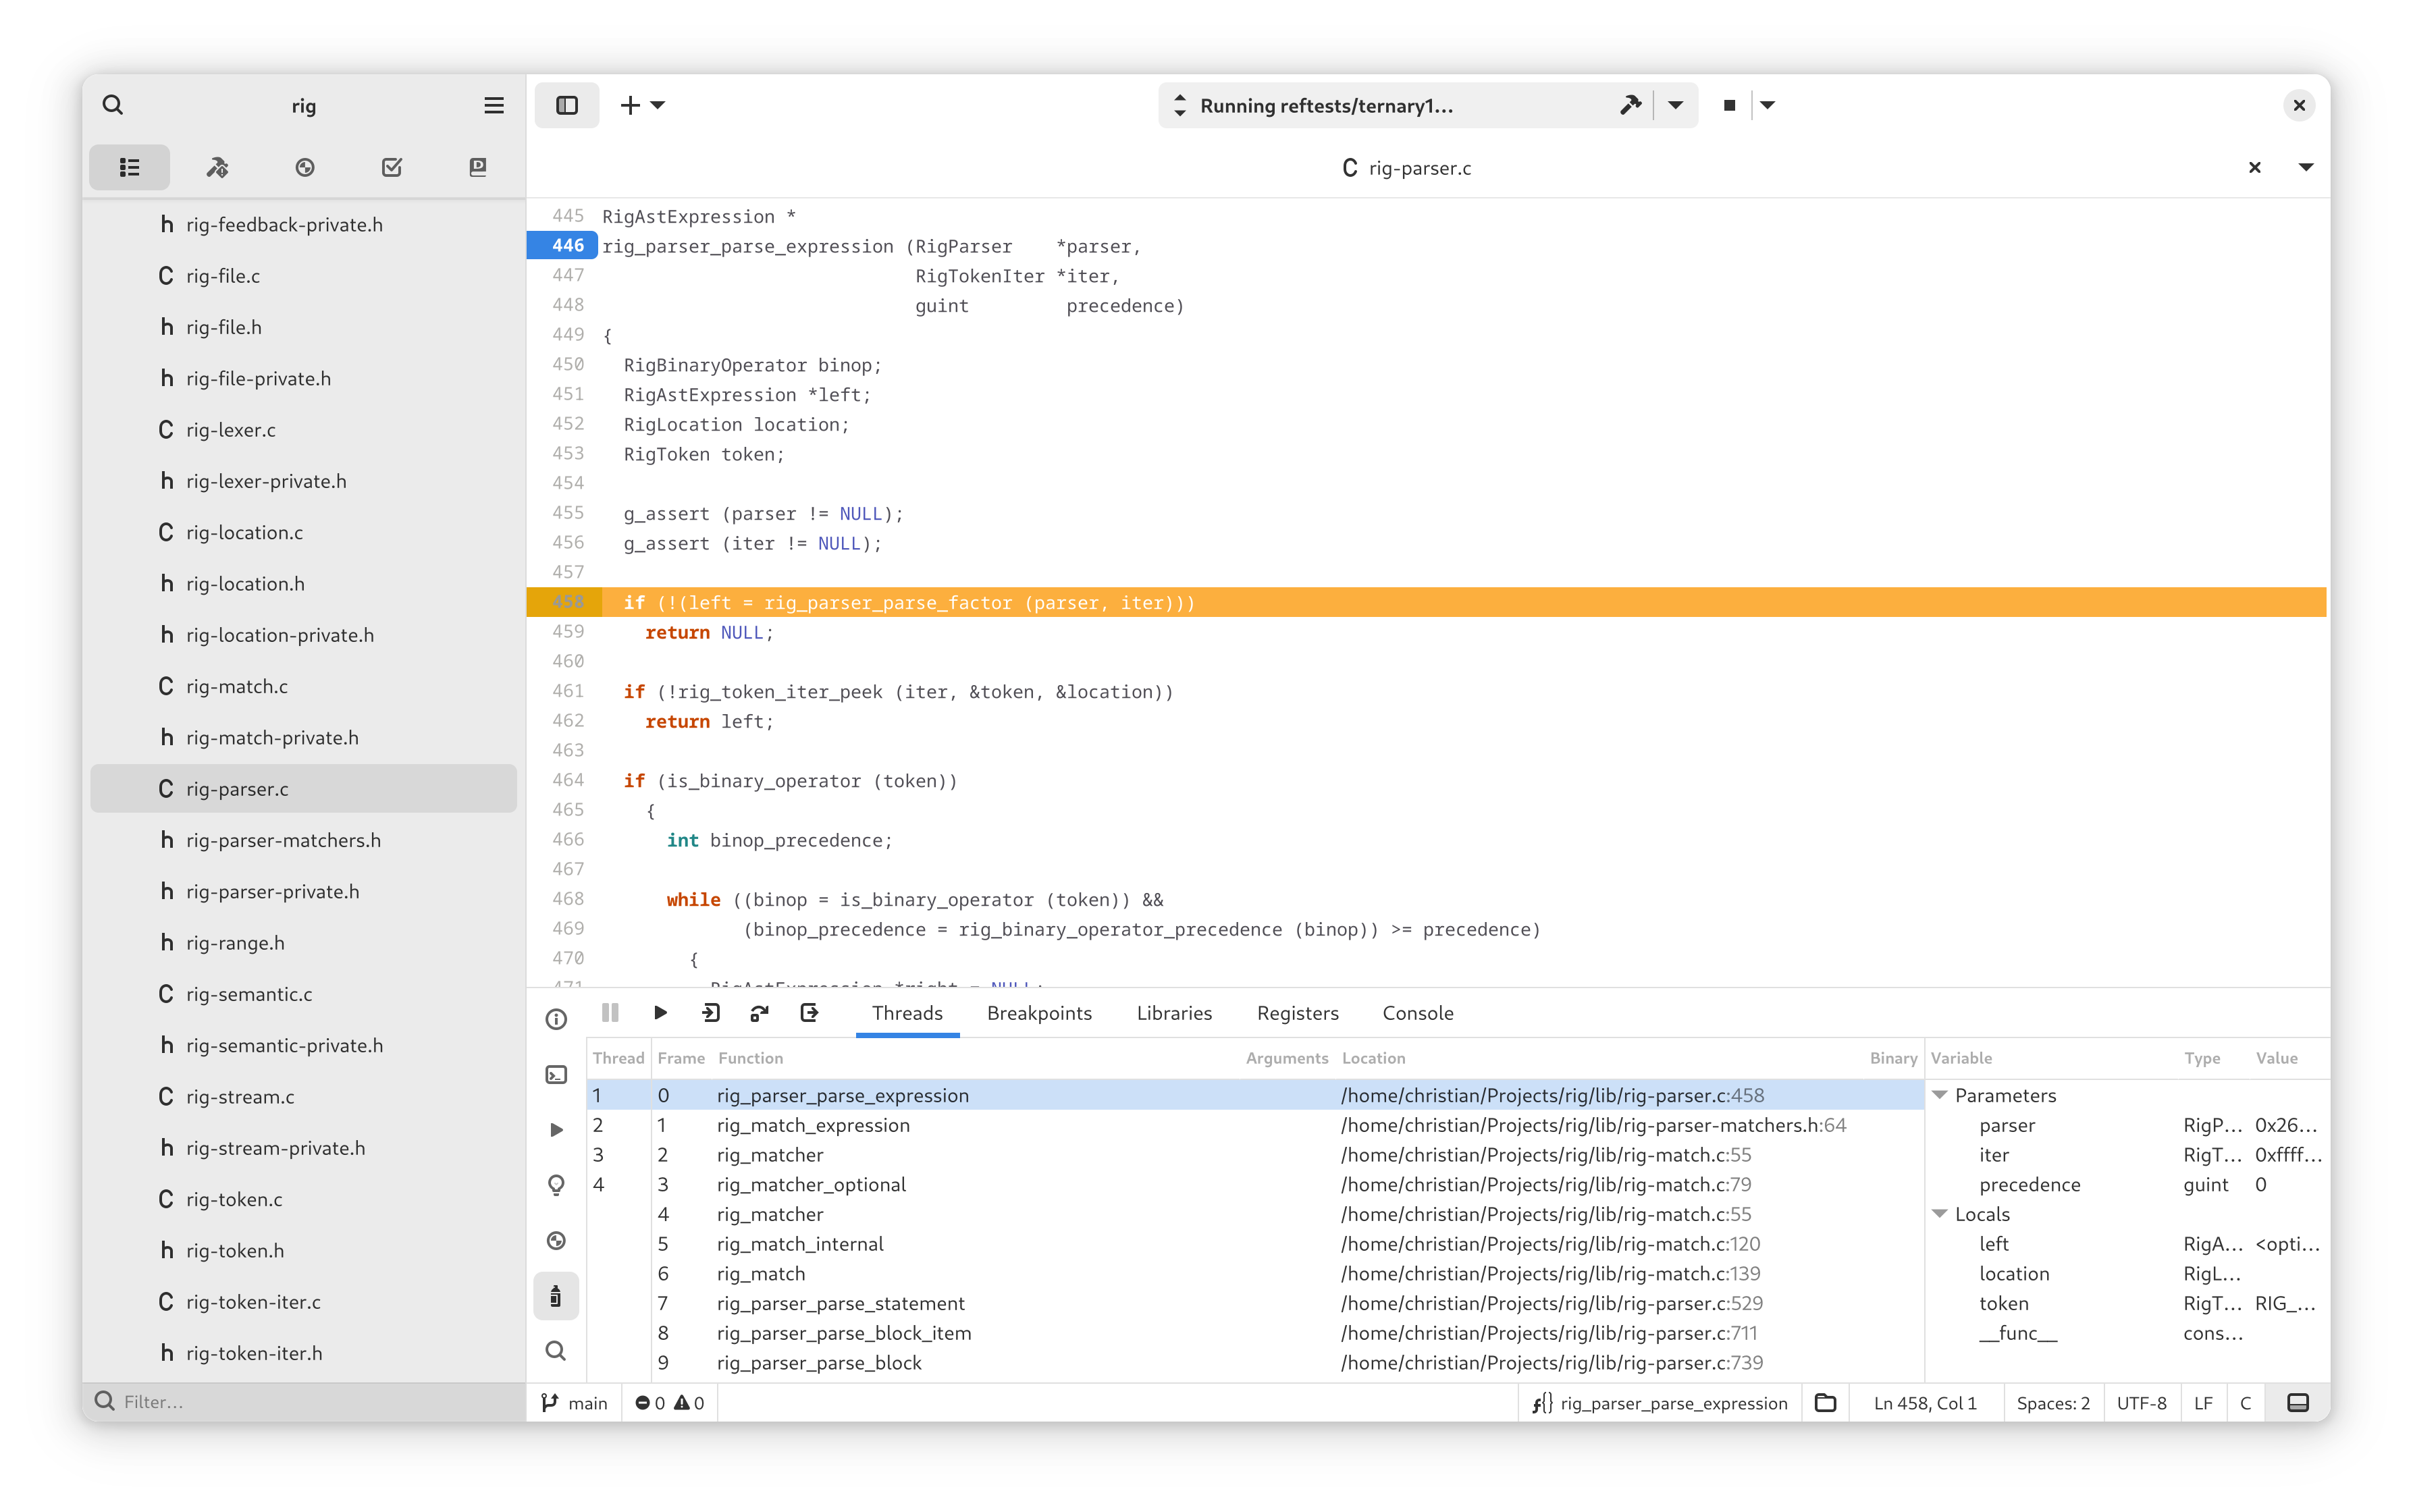 rig
Running reftests/ternary1...
C rig-parser.c
h rig-feedback-private.h
C rig-file.c
h rig-file.h
h rig-file-private.h
C rig-lexer.c
h rig-lexer-private.h
C rig-location.c
h rig-location.h
h rig-location-private.h
C rig-match.c
h rig-match-private.h
C rig-parser.c
h rig-parser-matchers.h
h rig-parser-private.h
h rig-range.h
C rig-semantic.c
h rig-semantic-private.h
C rig-stream.c
h rig-stream-private.h
C rig-token.c
h rig-token.h
C rig-token-iter.c
h rig-token-iter.h
Filter...
445 RigAstExpression *
446 rig_parser_parse_expression (RigParser    *parser,
447                              RigTokenIter *iter,
448                              guint         precedence)
449 {
450   RigBinaryOperator binop;
451   RigAstExpression *left;
452   RigLocation location;
453   RigToken token;
454
455   g_assert (parser != NULL);
456   g_assert (iter != NULL);
457
458   if (!(left = rig_parser_parse_factor (parser, iter)))
459     return NULL;
460
461   if (!rig_token_iter_peek (iter, &token, &location))
462     return left;
463
464   if (is_binary_operator (token))
465     {
466       int binop_precedence;
467
468       while ((binop = is_binary_operator (token)) &&
469              (binop_precedence = rig_binary_operator_precedence (binop)) >= precedence)
470         {
471           RigAstExpression *right = NULL;
Threads Breakpoints Libraries Registers Console
Thread Frame Function Arguments Location Binary
1 0 rig_parser_parse_expression /home/christian/Projects/rig/lib/rig-parser.c:458
2 1 rig_match_expression /home/christian/Projects/rig/lib/rig-parser-matchers.h:64
3 2 rig_matcher /home/christian/Projects/rig/lib/rig-match.c:55
4 3 rig_matcher_optional /home/christian/Projects/rig/lib/rig-match.c:79
4 rig_matcher /home/christian/Projects/rig/lib/rig-match.c:55
5 rig_match_internal /home/christian/Projects/rig/lib/rig-match.c:120
6 rig_match /home/christian/Projects/rig/lib/rig-match.c:139
7 rig_parser_parse_statement /home/christian/Projects/rig/lib/rig-parser.c:529
8 rig_parser_parse_block_item /home/christian/Projects/rig/lib/rig-parser.c:711
9 rig_parser_parse_block /home/christian/Projects/rig/lib/rig-parser.c:739
Variable Type Value
Parameters
parser RigP... 0x26...
iter RigT... 0xffff...
precedence guint 0
Locals
left RigA... <opti...
location RigL...
token RigT... RIG_...
__func__ cons...
main 0 0 f{} rig_parser_parse_expression Ln 458, Col 1 Spaces: 2 UTF-8 LF C